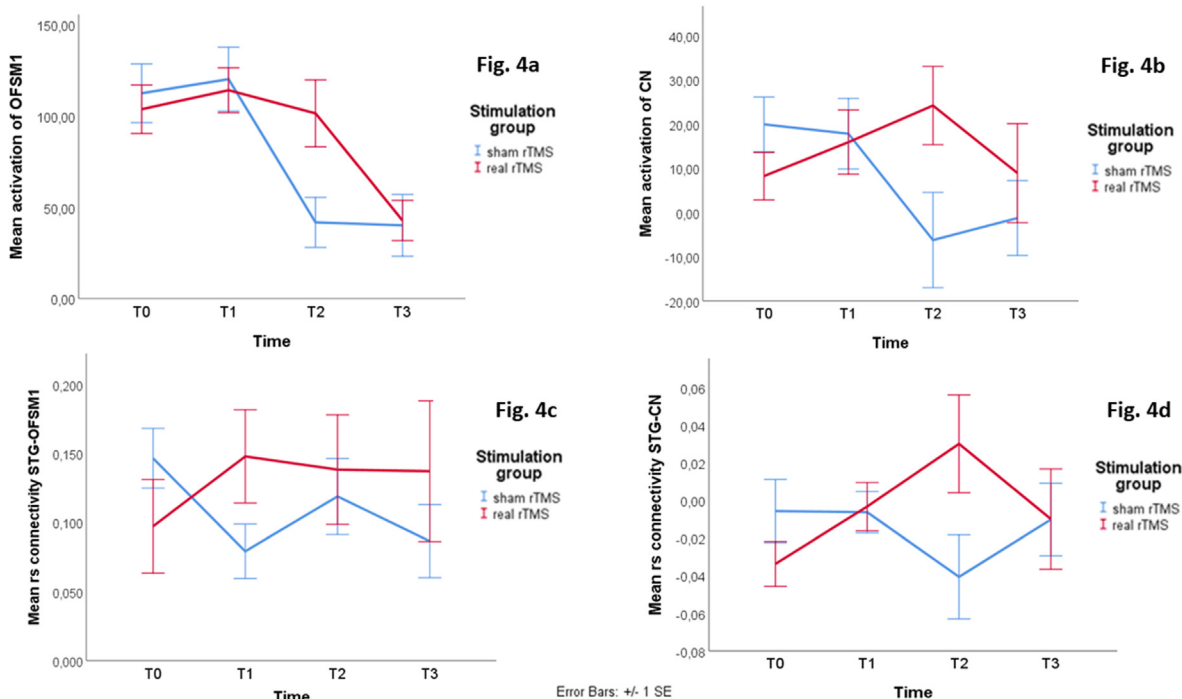 Fig. 4a
Mean activation of OFSM1
150,00
100,00
50,00
0,00
T0 T1 T2 T3
Time
Stimulation
group
sham rTMS
real rTMS
Fig. 4b
Mean activation of CN
40,00
30,00
20,00
10,00
0,00
-10,00
-20,00
T0 T1 T2 T3
Time
Stimulation
group
sham rTMS
real rTMS
Fig. 4c
Mean rs connectivity STG-OFSM1
0,200
0,150
0,100
0,050
0,000
T0 T1 T2 T3
Time
Stimulation
group
sham rTMS
real rTMS
Fig. 4d
Mean rs connectivity STG-CN
0,06
0,04
0,02
0,00
-0,02
-0,04
-0,06
-0,08
T0 T1 T2 T3
Time
Stimulation
group
sham rTMS
real rTMS
Error Bars: +/- 1 SE